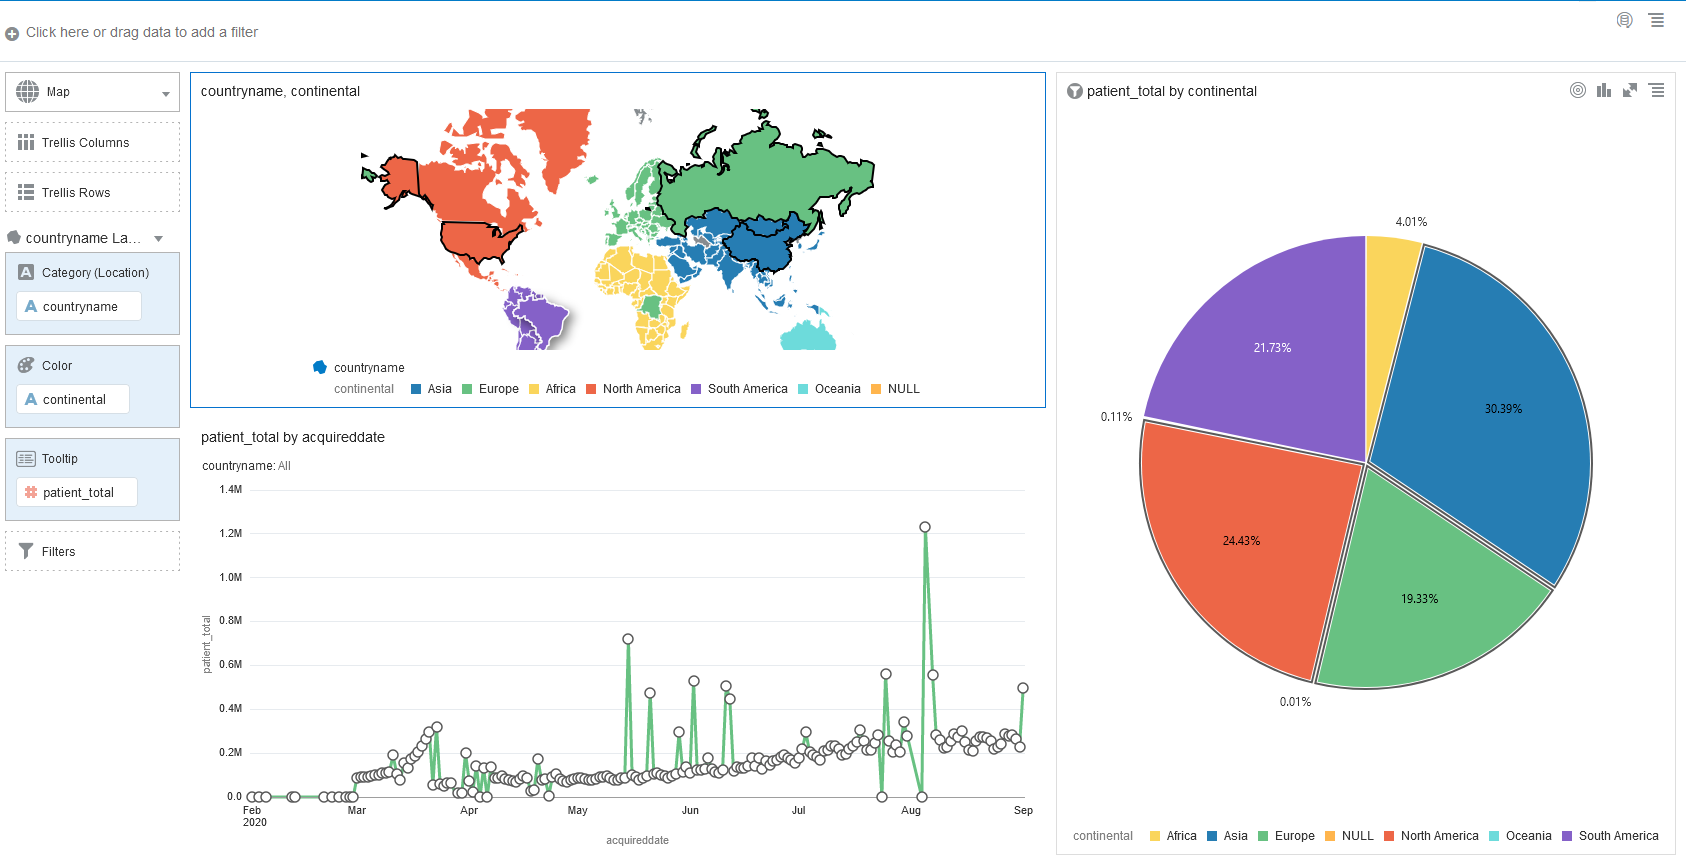 Click here or drag data to add a filter
Map
Trellis Columns
Trellis Rows
countryname La...
Category (Location)
countryname
Color
continental
Tooltip
patient_total
Filters
countryname, continental
countryname
continental Asia Europe Africa North America South America Oceania NULL
patient_total by acquireddate
countryname: All
patient_total
1.4M
1.2M
1.0M
0.8M
0.6M
0.4M
0.2M
0.0
Feb Mar Apr May Jun Jul Aug Sep
2020
acquireddate
patient_total by continental
4.01%
30.39%
19.33%
0.01%
24.43%
0.11%
21.73%
continental Africa Asia Europe NULL North America Oceania South America